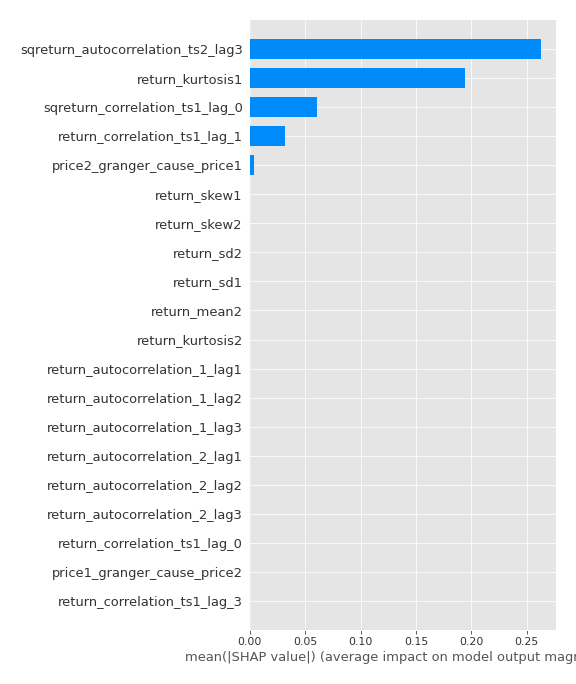 sqreturn_autocorrelation_ts2_lag3
return_kurtosis1
sqreturn_correlation_ts1_lag_0
return_correlation_ts1_lag_1
price2_granger_cause_price1
return_skew1
return_skew2
return_sd2
return_sd1
return_mean2
return_kurtosis2
return_autocorrelation_1_lag1
return_autocorrelation_1_lag2
return_autocorrelation_1_lag3
return_autocorrelation_2_lag1
return_autocorrelation_2_lag2
return_autocorrelation_2_lag3
return_correlation_ts1_lag_0
price1_granger_cause_price2
return_correlation_ts1_lag_3
0.00 0.05 0.10 0.15 0.20 0.25
mean(|SHAP value|) (average impact on model output magn